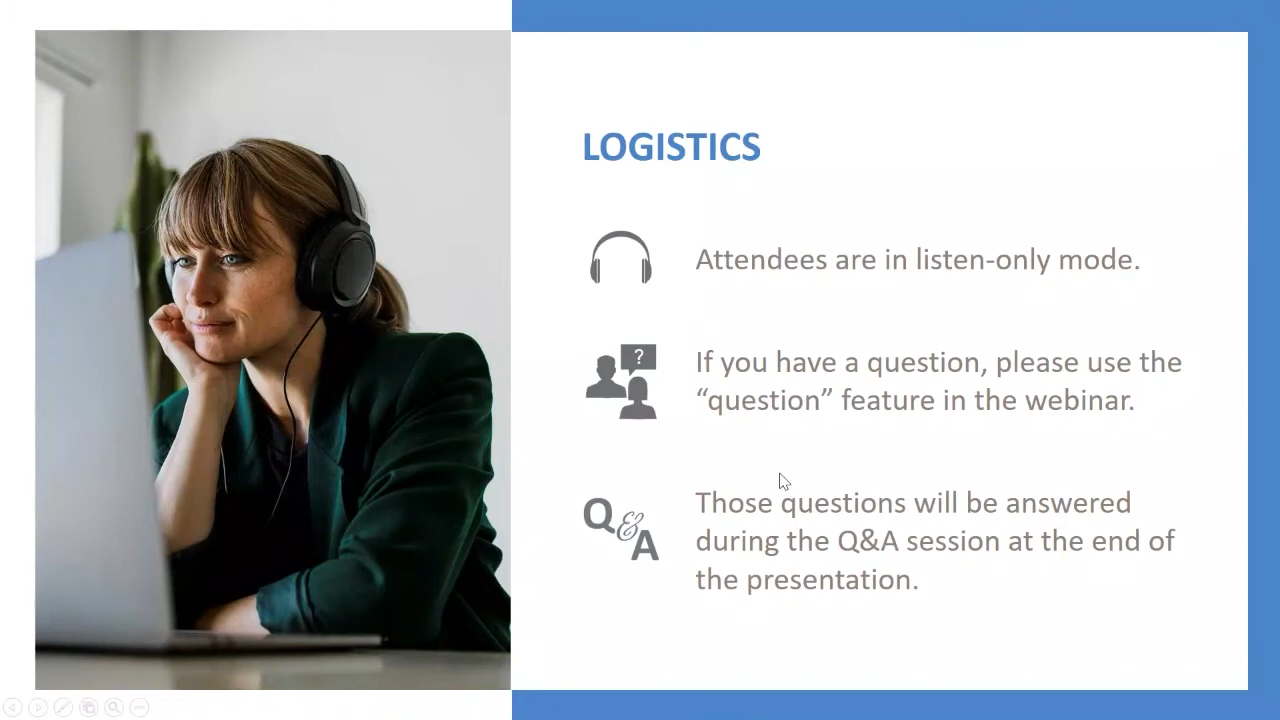 LOGISTICS
Attendees are in listen-only mode.
?
If you have a question, please use the
“question” feature in the webinar.
Q&A
Those questions will be answered
during the Q&A session at the end of
the presentation.